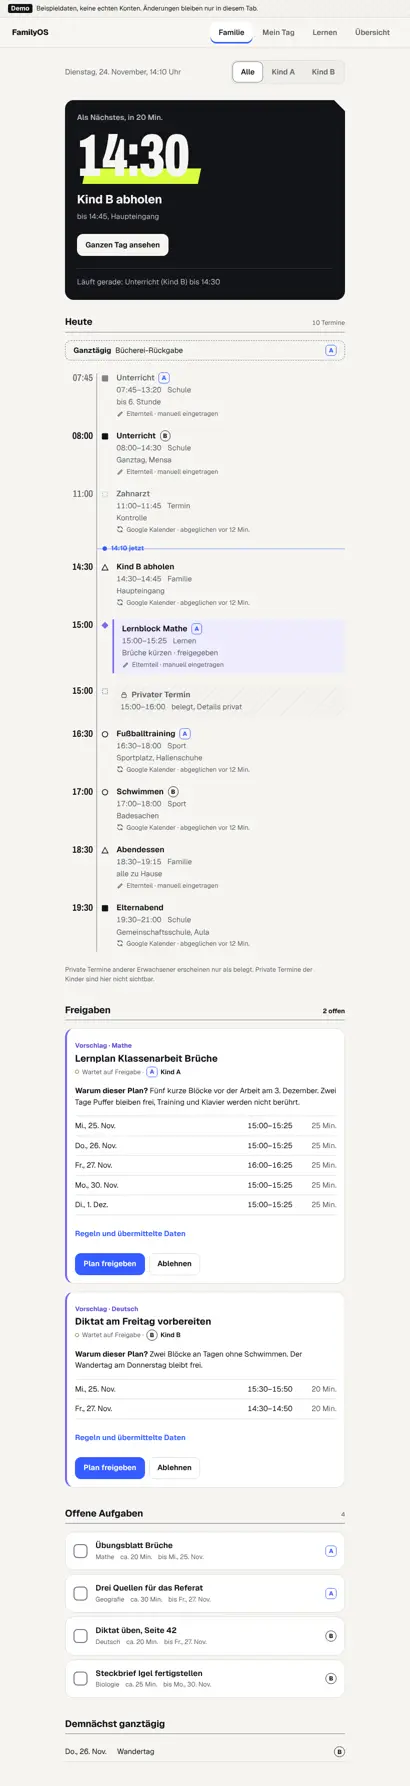 Demo Beispieldaten, keine echten Konten. Änderungen bleiben nur in diesem Tab.
FamilyOS Familie Mein Tag Lernen Übersicht
Dienstag, 24. November, 14:10 Uhr Alle Kind A Kind B
Als Nächstes, in 20 Min.
14:30
Kind B abholen
bis 14:45, Haupteingang
Ganzen Tag ansehen
Läuft gerade: Unterricht (Kind B) bis 14:30
Heute 10 Termine
Ganztägig Bücherei-Rückgabe A
07:45 Unterricht A
07:45–13:20 Schule
bis 6. Stunde
Elternteil · manuell eingetragen
08:00 Unterricht B
08:00–14:30 Schule
Ganztag, Mensa
Elternteil · manuell eingetragen
11:00 Zahnarzt
11:00–11:45 Termin
Kontrolle
Google Kalender · abgeglichen vor 12 Min.
14:10 jetzt
14:30 Kind B abholen
14:30–14:45 Familie
Haupteingang
Google Kalender · abgeglichen vor 12 Min.
15:00 Lernblock Mathe A
15:00–15:25 Lernen
Brüche kürzen · freigegeben
Elternteil · manuell eingetragen
15:00 Privater Termin
15:00–16:00 belegt, Details privat
16:30 Fußballtraining A
16:30–18:00 Sport
Sportplatz, Hallenschuhe
Google Kalender · abgeglichen vor 12 Min.
17:00 Schwimmen B
17:00–18:00 Sport
Badesachen
Google Kalender · abgeglichen vor 12 Min.
18:30 Abendessen
18:30–19:15 Familie
alle zu Hause
Elternteil · manuell eingetragen
19:30 Elternabend
19:30–21:00 Schule
Gemeinschaftsschule, Aula
Google Kalender · abgeglichen vor 12 Min.
Private Termine anderer Erwachsener erscheinen nur als belegt. Private Termine der
Kinder sind hier nicht sichtbar.
Freigaben 2 offen
Vorschlag · Mathe
Lernplan Klassenarbeit Brüche
Wartet auf Freigabe · A Kind A
Warum dieser Plan? Fünf kurze Blöcke vor der Arbeit am 3. Dezember. Zwei
Tage Puffer bleiben frei, Training und Klavier werden nicht berührt.
Mi., 25. Nov. 15:00–15:25 25 Min.
Do., 26. Nov. 15:00–15:25 25 Min.
Fr., 27. Nov. 16:00–16:25 25 Min.
Mo., 30. Nov. 15:00–15:25 25 Min.
Di., 1. Dez. 15:00–15:25 25 Min.
Regeln und übermittelte Daten
Plan freigeben Ablehnen
Vorschlag · Deutsch
Diktat am Freitag vorbereiten
Wartet auf Freigabe · B Kind B
Warum dieser Plan? Zwei Blöcke an Tagen ohne Schwimmen. Der
Wandertag am Donnerstag bleibt frei.
Mi., 25. Nov. 15:30–15:50 20 Min.
Fr., 27. Nov. 14:30–14:50 20 Min.
Regeln und übermittelte Daten
Plan freigeben Ablehnen
Offene Aufgaben 4
Übungsblatt Brüche A
Mathe ca. 20 Min. bis Mi., 25. Nov.
Drei Quellen für das Referat A
Geografie ca. 30 Min. bis Fr., 27. Nov.
Diktat üben, Seite 42 B
Deutsch ca. 20 Min. bis Fr., 27. Nov.
Steckbrief Igel fertigstellen B
Biologie ca. 25 Min. bis Mo., 30. Nov.
Demnächst ganztägig
Do., 26. Nov. Wandertag B